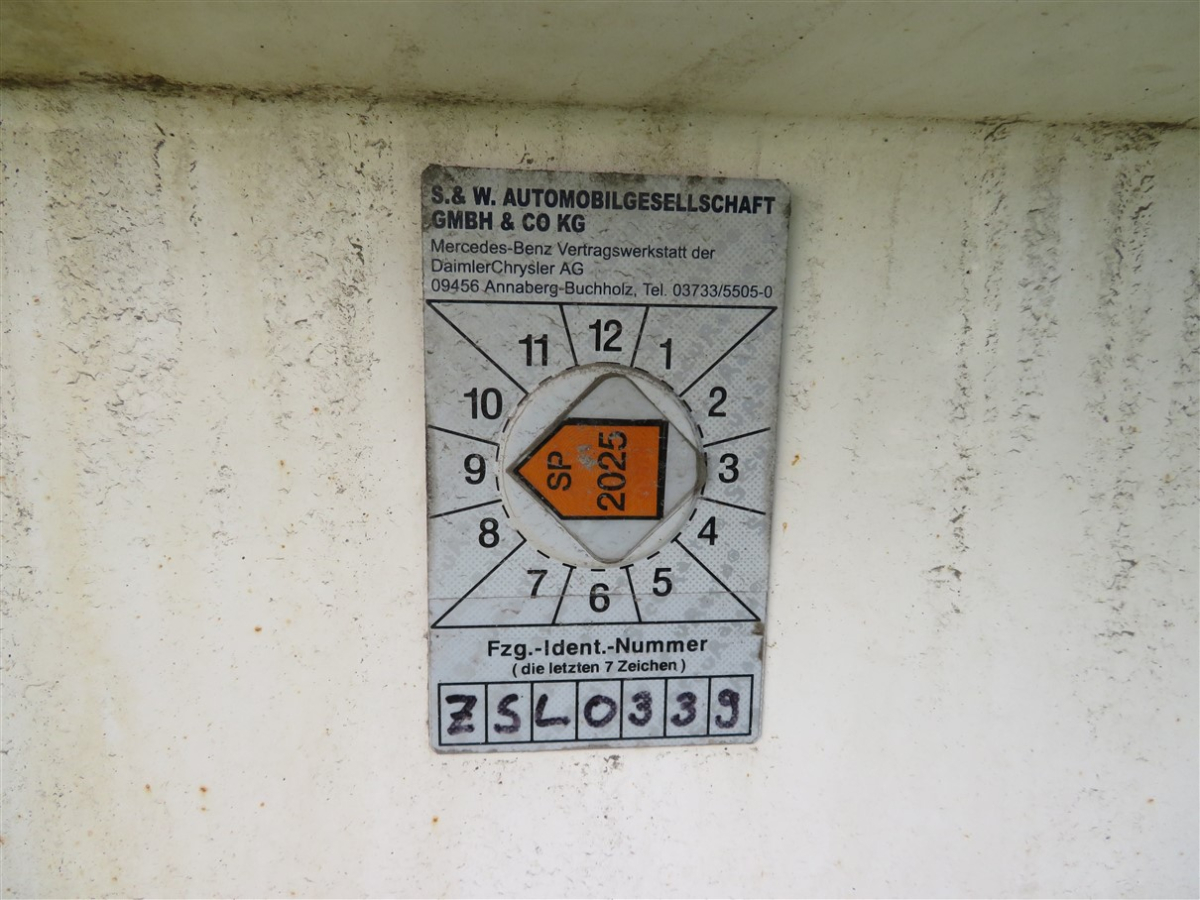 S.& W. AUTOMOBILGESELLSCHAFT
GMBH & CO KG
Mercedes-Benz Vertragswerkstatt der
DaimlerChrysler AG
09456 Annaberg-Buchholz, Tel. 03733/5505-0
11 12 1
10 2
9 SP 2025 3
8 4
7 6 5
Fzg.-Ident.-Nummer
(die letzten 7 Zeichen)
ZSL0339